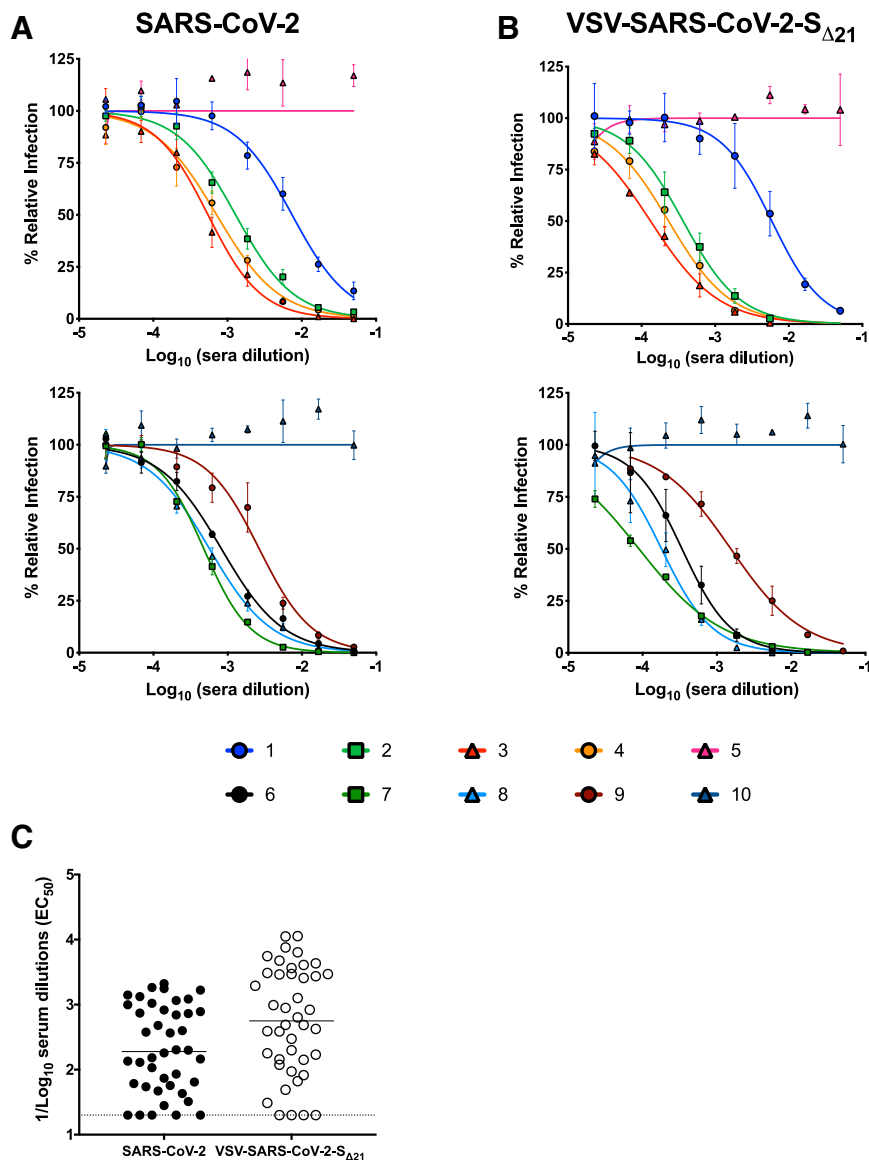 A
SARS-CoV-2
125
100
75
50
25
0
-5
-4
-3
-2
-1
% Relative Infection
Log10 (sera dilution)
B
VSV-SARS-CoV-2-SΔ21
125
100
75
50
25
0
-5
-4
-3
-2
-1
% Relative Infection
Log10 (sera dilution)
125
100
75
50
25
0
-5
-4
-3
-2
-1
% Relative Infection
Log10 (sera dilution)
125
100
75
50
25
0
-5
-4
-3
-2
-1
% Relative Infection
Log10 (sera dilution)
1 2 3 4 5
6 7 8 9 10
C
5
4
3
2
1
1/Log10 serum dilutions (EC50)
SARS-CoV-2
VSV-SARS-CoV-2-SΔ21